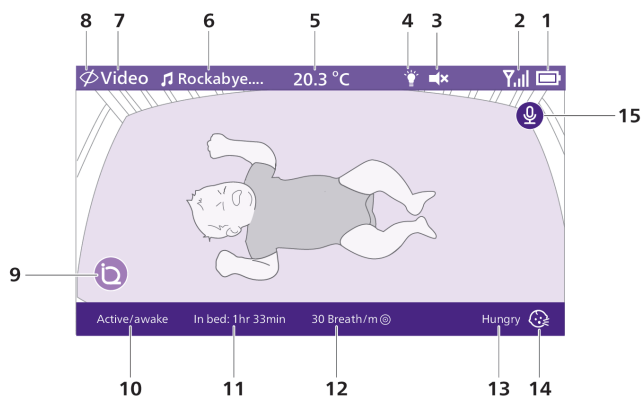 8 7 6 5 4 3 2 1
Video Rockabye.... 20.3 °C
15
9
Active/awake In bed: 1hr 33min 30 Breath/m Hungry
10 11 12 13 14